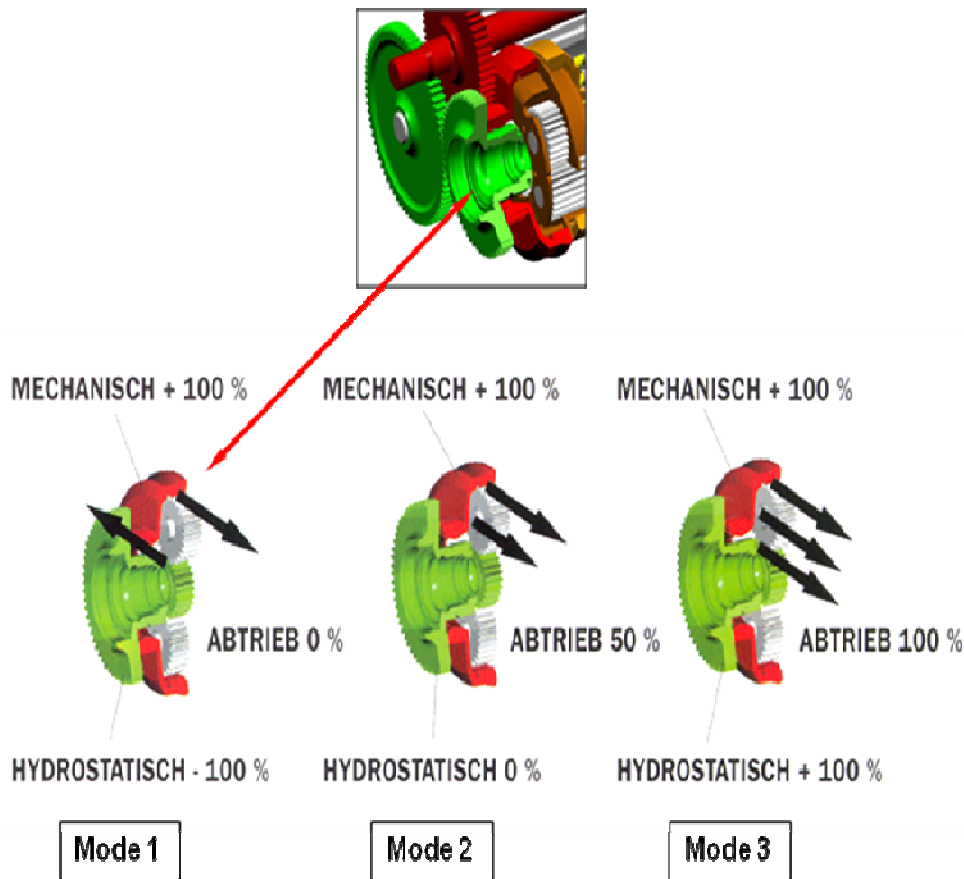 MECHANISCH + 100 %
MECHANISCH + 100 %
MECHANISCH + 100 %
ABTRIEB 0 %
ABTRIEB 50 %
ABTRIEB 100 %
HYDROSTATISCH - 100 %
HYDROSTATISCH 0 %
HYDROSTATISCH + 100 %
Mode 1
Mode 2
Mode 3